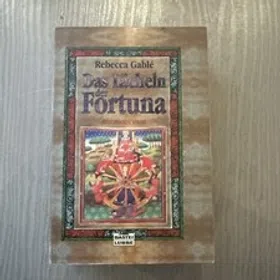 Rebecca Gablé
Das Lächeln
der
Fortuna
BASTEI
LÜBBE